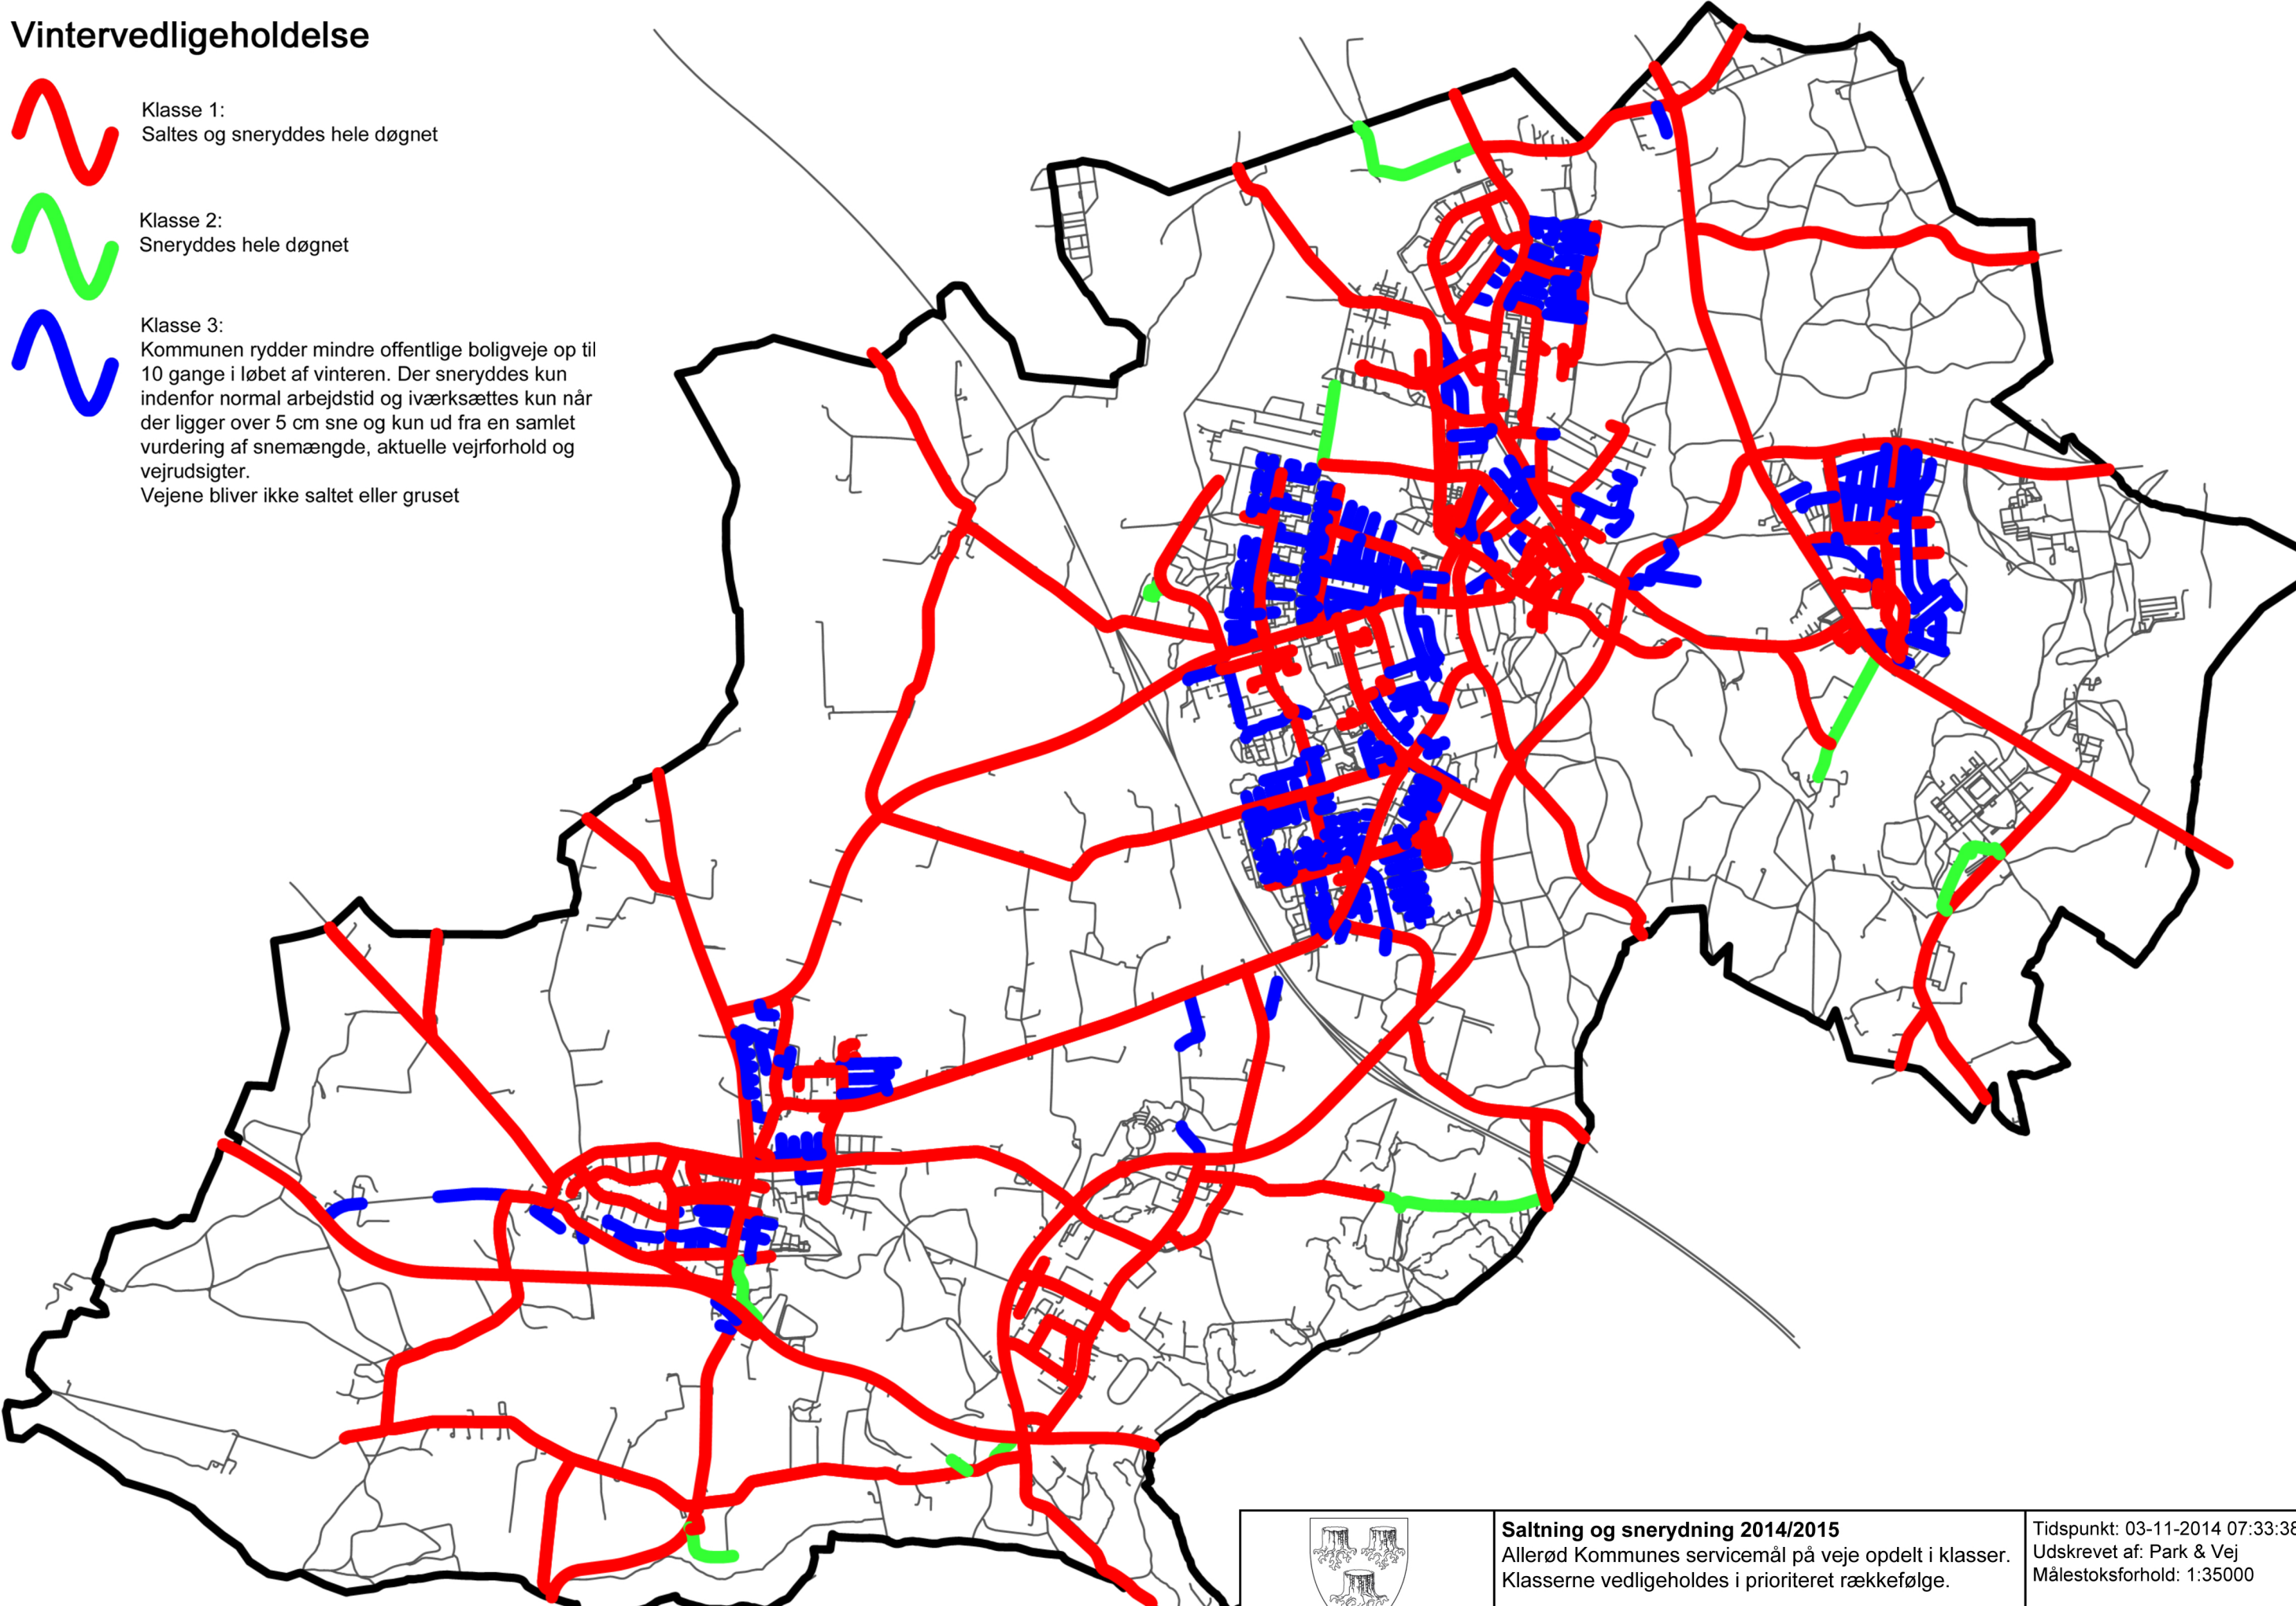 Vintervedligeholdelse
Klasse 1:
Saltes og sneryddes hele døgnet
Klasse 2:
Sneryddes hele døgnet
Klasse 3:
Kommunen rydder mindre offentlige boligveje op til
10 gange i løbet af vinteren. Der sneryddes kun
indenfor normal arbejdstid og iværksættes kun når
der ligger over 5 cm sne og kun ud fra en samlet
vurdering af snemængde, aktuelle vejrforhold og
vejrudsigter.
Vejene bliver ikke saltet eller gruset
Saltning og snerydning 2014/2015
Allerød Kommunes servicemål på veje opdelt i klasser.
Klasserne vedligeholdes i prioriteret rækkefølge.
Tidspunkt: 03-11-2014 07:33:38
Udskrevet af: Park & Vej
Målestoksforhold: 1:35000